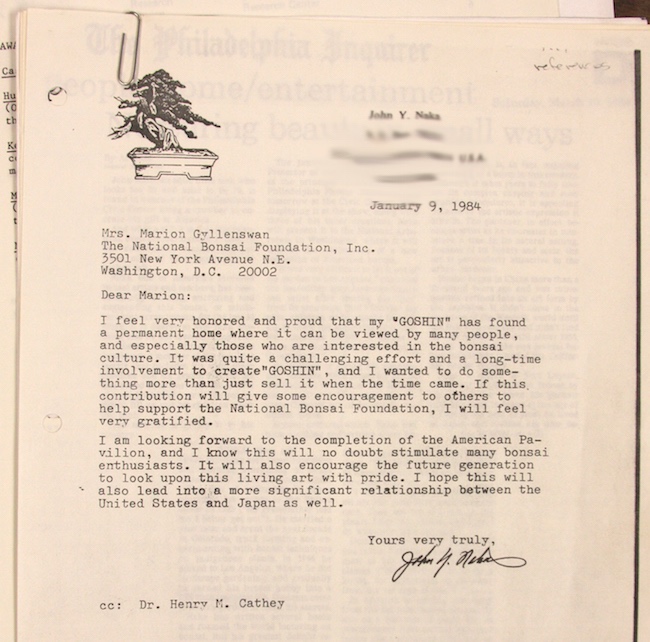 The Philadelphia Inquirer
home/entertainment
small ways
references
John Y. Naka
U.S.A.
January 9, 1984
Mrs. Marion Gyllenswan
The National Bonsai Foundation, Inc.
3501 New York Avenue N.E.
Washington, D.C. 20002
Dear Marion:
I feel very honored and proud that my "GOSHIN" has found
a permanent home where it can be viewed by many people,
and especially those who are interested in the bonsai
culture. It was quite a challenging effort and a long-time
involvement to create"GOSHIN", and I wanted to do some-
thing more than just sell it when the time came. If this
contribution will give some encouragement to others to
help support the National Bonsai Foundation, I will feel
very gratified.
I am looking forward to the completion of the American Pa-
vilion, and I know this will no doubt stimulate many bonsai
enthusiasts. It will also encourage the future generation
to look upon this living art with pride. I hope this will
also lead into a more significant relationship between the
United States and Japan as well.
Yours very truly,
John Y. Naka
cc: Dr. Henry M. Cathey